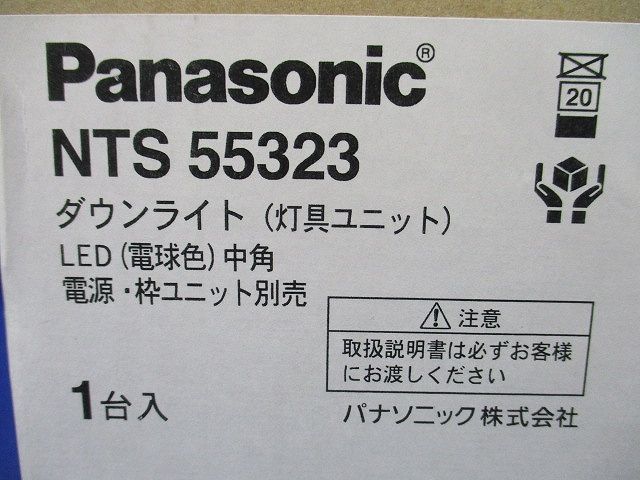 Panasonic®
NTS 55323
20
ダウンライト（灯具ユニット）
LED（電球色）中角
電源・枠ユニット別売
注意
取扱説明書は必ずお客様
にお渡しください
1台入
パナソニック株式会社